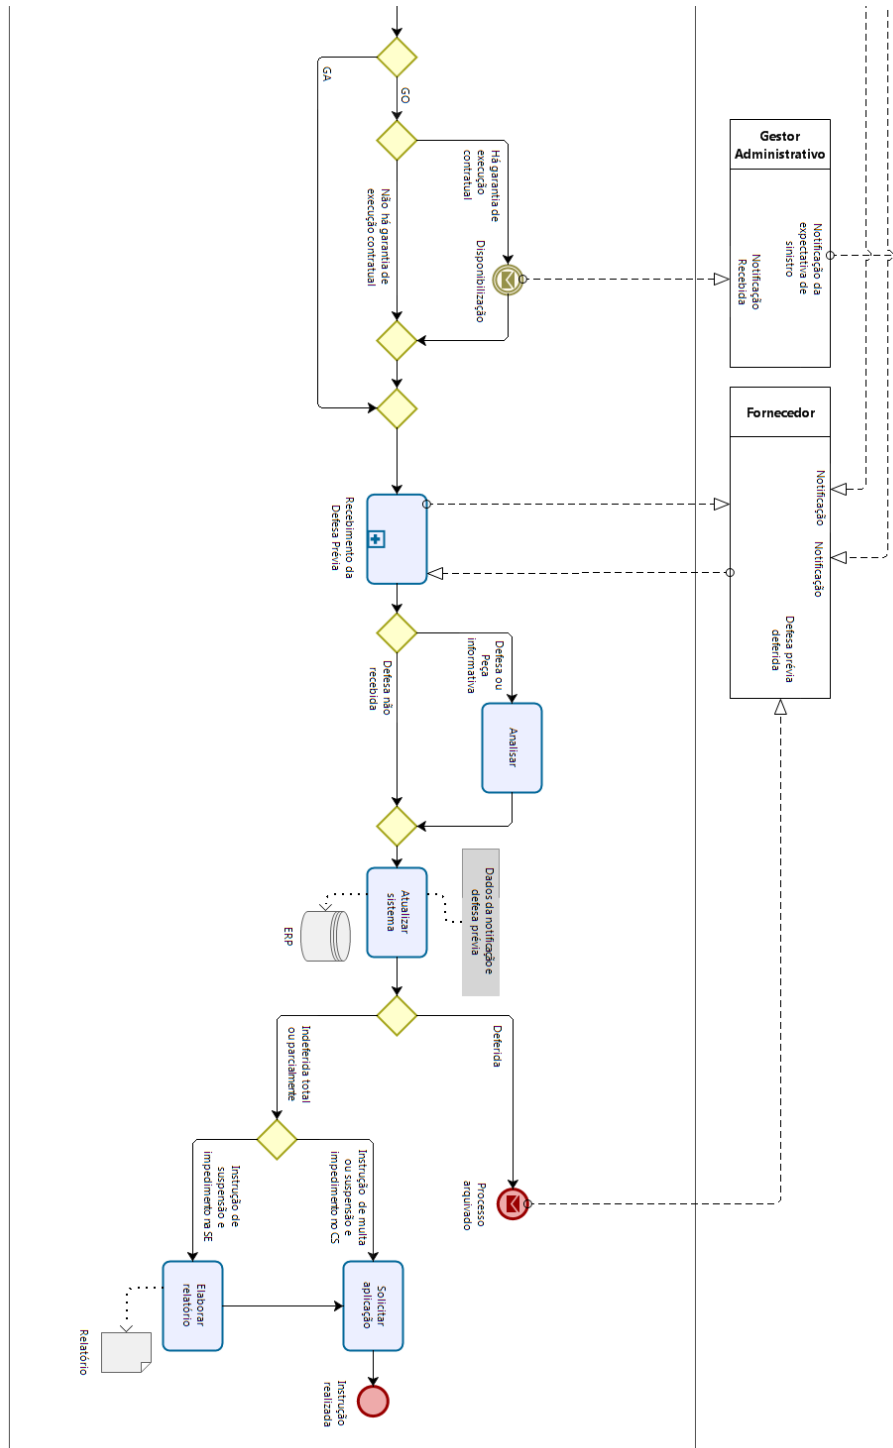 GA
GO
Há garantia de
execução
contratual
Não há garantia de
execução contratual
Disponibilização
Gestor
Administrativo
Notificação da
expectativa de
sinistro
Notificação
Recebida
Fornecedor
Notificação
Notificação
Defesa prévia
deferida
Recebimento da
Defesa Prévia
Defesa ou
Peça
informativa
Defesa não
recebida
Analisar
Atualizar
sistema
Dados da notificação e
defesa prévia
ERP
Deferida
Indeferida total
ou parcialmente
Processo
arquivado
Instrução de multa
ou suspensão e
impedimento no CS
Instrução de
suspensão e
impedimento na SE
Elaborar
relatório
Solicitar
aplicação
Relatório
Instrução
realizada